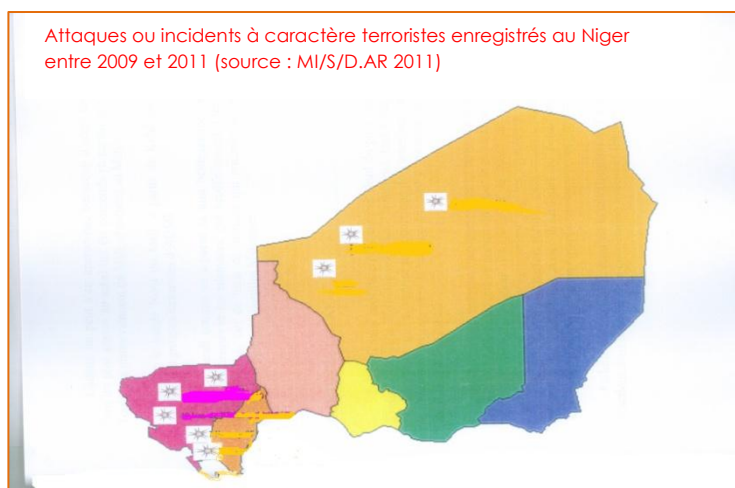 Attaques ou incidents à caractère terroristes enregistrés au Niger
entre 2009 et 2011 (source : MI/S/D.AR 2011)